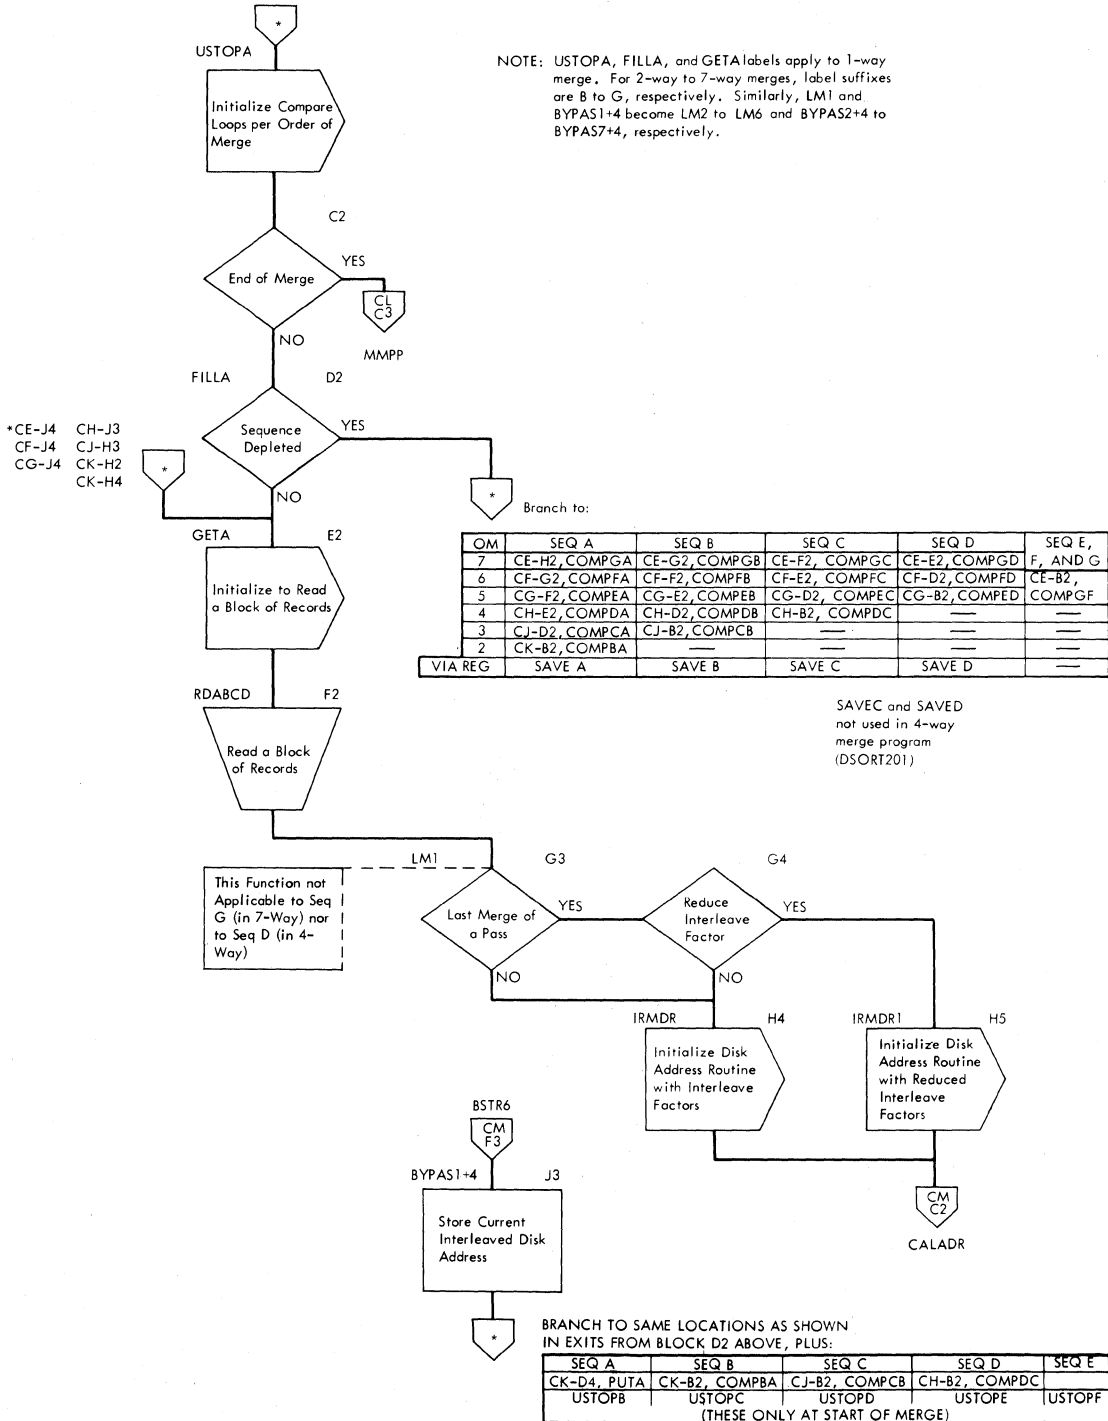 *
USTOPA
NOTE: USTOPA, FILLA, and GETA labels apply to 1-way
merge. For 2-way to 7-way merges, label suffixes
are B to G, respectively. Similarly, LM1 and
BYPAS1+4 become LM2 to LM6 and BYPAS2+4 to
BYPAS7+4, respectively.
Initialize Compare
Loops per Order of
Merge
C2
End of Merge
YES
CL
C3
NO
MMPP
FILLA D2
*CE-J4 CH-J3
CF-J4 CJ-H3
CG-J4 CK-H2
CK-H4
*
Sequence
Depleted
YES
NO
*
Branch to:
GETA E2
Initialize to Read
a Block of Records
OM SEQ A SEQ B SEQ C SEQ D SEQ E,
7 CE-H2, COMPGA CE-G2, COMPGB CE-F2, COMPGC CE-E2, COMPGD F, AND G
6 CF-G2, COMPFA CF-F2, COMPFB CF-E2, COMPFC CF-D2, COMPFD CE-B2,
5 CG-F2, COMPEA CG-E2, COMPEB CG-D2, COMPEC CG-B2, COMPED COMPGF
4 CH-E2, COMPDA CH-D2, COMPDB CH-B2, COMPDC — —
3 CJ-D2, COMPCA CJ-B2, COMPCB — — —
2 CK-B2, COMPBA — — — —
VIA REG SAVE A SAVE B SAVE C SAVE D —
SAVEC and SAVED
not used in 4-way
merge program
(DSORT201)
RDABCD F2
Read a Block
of Records
LM1 G3 G4
This Function not
Applicable to Seq
G (in 7-Way) nor
to Seq D (in 4-
Way)
Last Merge of
a Pass
YES
NO
Reduce
Interleave
Factor
YES
NO
IRMDR H4
Initialize Disk
Address Routine
with Interleave
Factors
IRMDR1 H5
Initialize Disk
Address Routine
with Reduced
Interleave
Factors
BSTR6
CM
F3
BYPAS1+4 J3
Store Current
Interleaved Disk
Address
CM
C2
CALADR
*
BRANCH TO SAME LOCATIONS AS SHOWN
IN EXITS FROM BLOCK D2 ABOVE, PLUS:
SEQ A SEQ B SEQ C SEQ D SEQ E
CK-D4, PUTA CK-B2, COMPBA CJ-B2, COMPCB CH-B2, COMPDC
USTOPB USTOPC USTOPD USTOPE USTOPF
(THESE ONLY AT START OF MERGE)